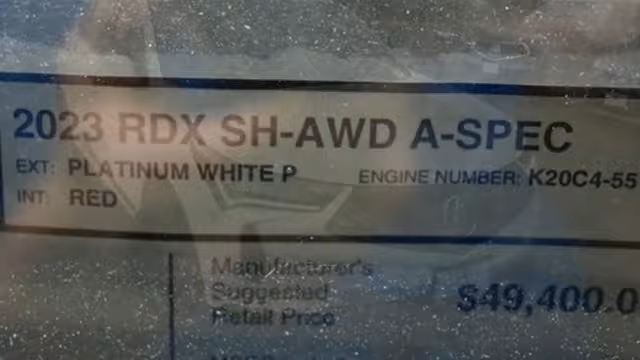 2023 RDX SH-AWD A-SPEC
EXT: PLATINUM WHITE P ENGINE NUMBER: K20C4-55
INT: RED
Manufacturer's
Suggested
Retail Price
$49,400.0